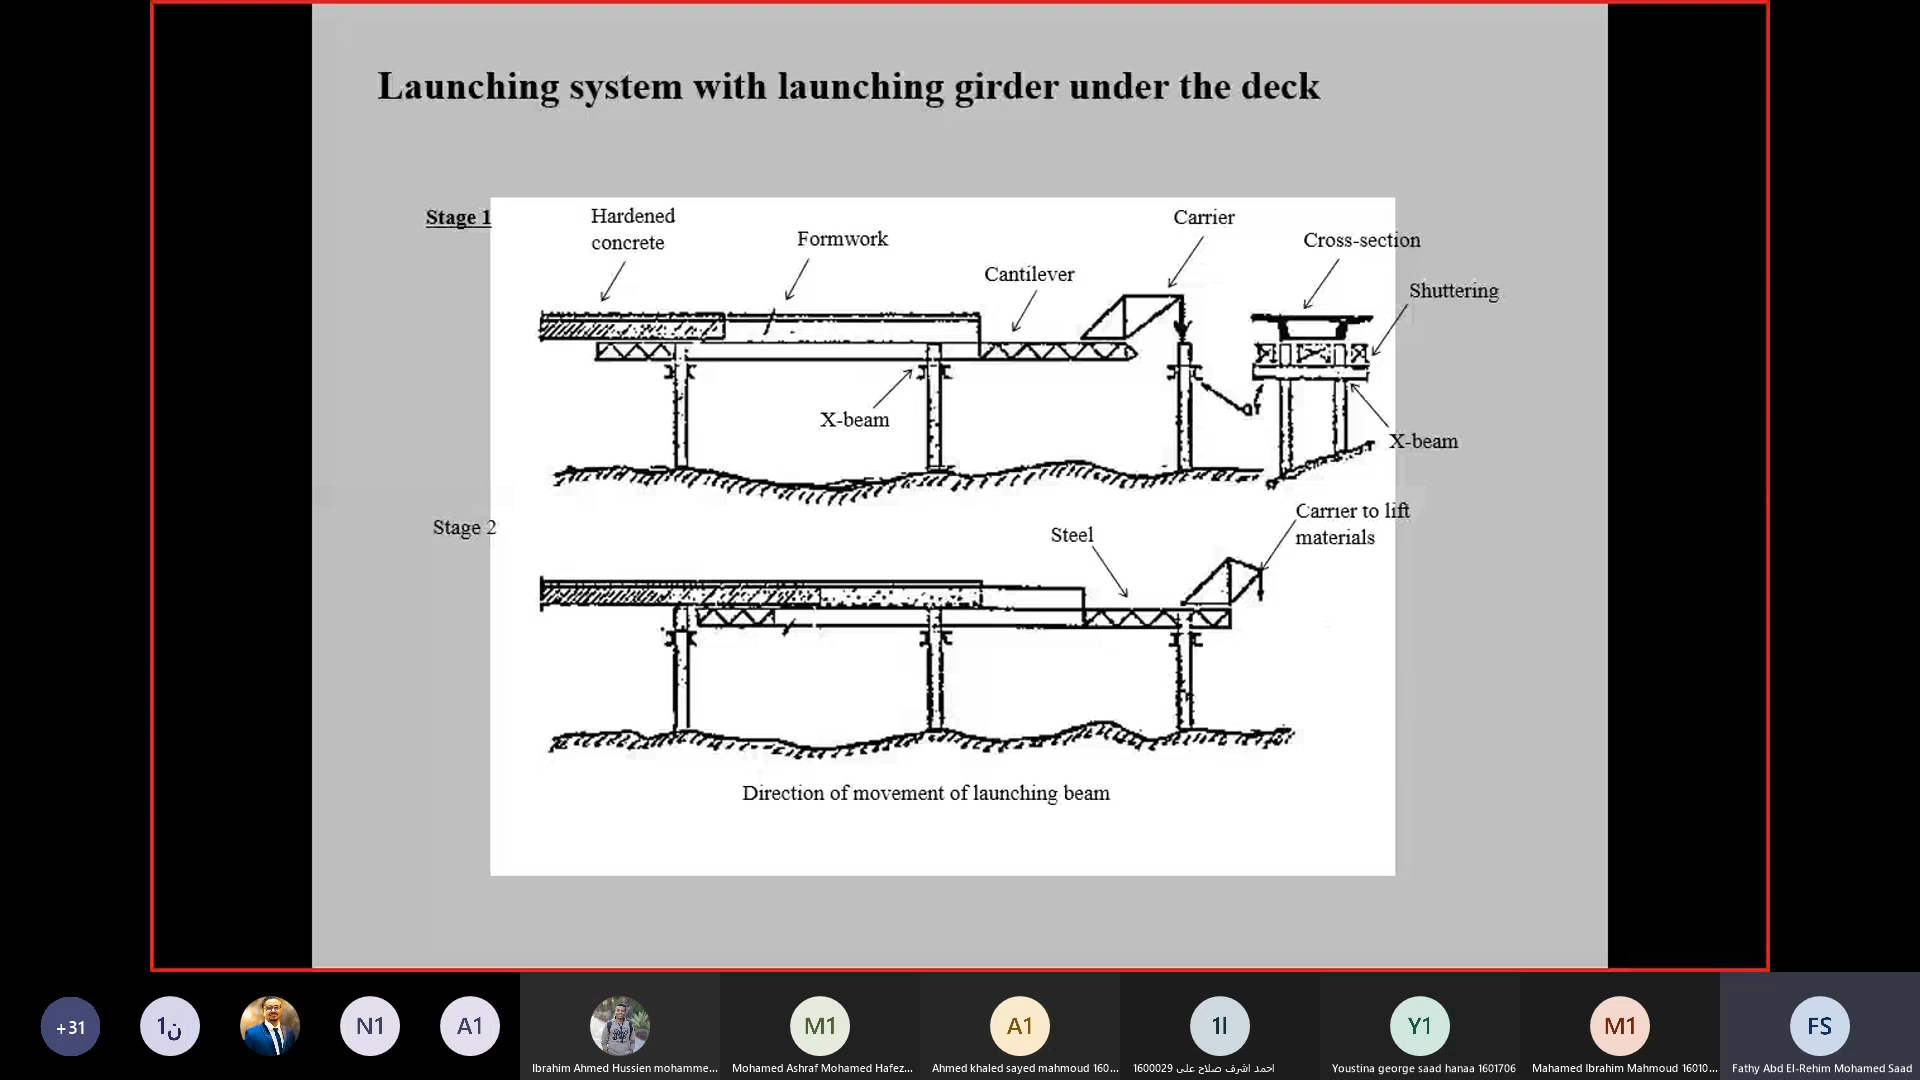 Launching system with launching girder under the deck
Stage 1
Hardened
concrete
Formwork
Cantilever
Carrier
Cross-section
Shuttering
X-beam
X-beam
Stage 2
Steel
Carrier to lift
materials
Direction of movement of launching beam
+31
ن1
N1
A1
M1
A1
ا1
Y1
M1
FS
Ibrahim Ahmed Hussien mohamme...
Mohamed Ashraf Mohamed Hafez...
Ahmed khaled sayed mahmoud 160...
احمد اشرف صلاح على 1600029
Youstina george saad hanaa 1601706
Mahamed Ibrahim Mahmoud 16010...
Fathy Abd El-Rehim Mohamed Saad